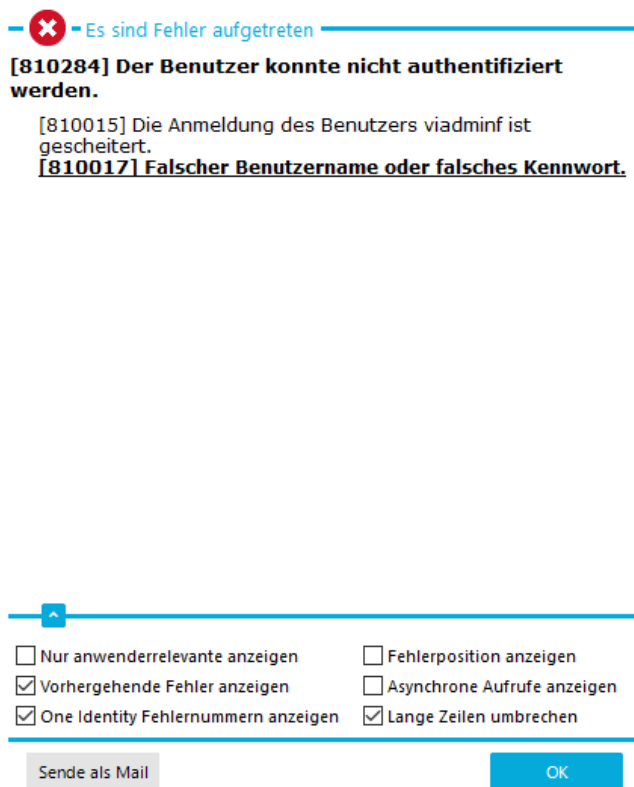 Es sind Fehler aufgetreten
[810284] Der Benutzer konnte nicht authentifiziert
werden.
[810015] Die Anmeldung des Benutzers viadminf ist
gescheitert.
[810017] Falscher Benutzername oder falsches Kennwort.
Nur anwenderrelevante anzeigen
Fehlerposition anzeigen
Vorhergehende Fehler anzeigen
Asynchrone Aufrufe anzeigen
One Identity Fehlernummern anzeigen
Lange Zeilen umbrechen
Sende als Mail
OK